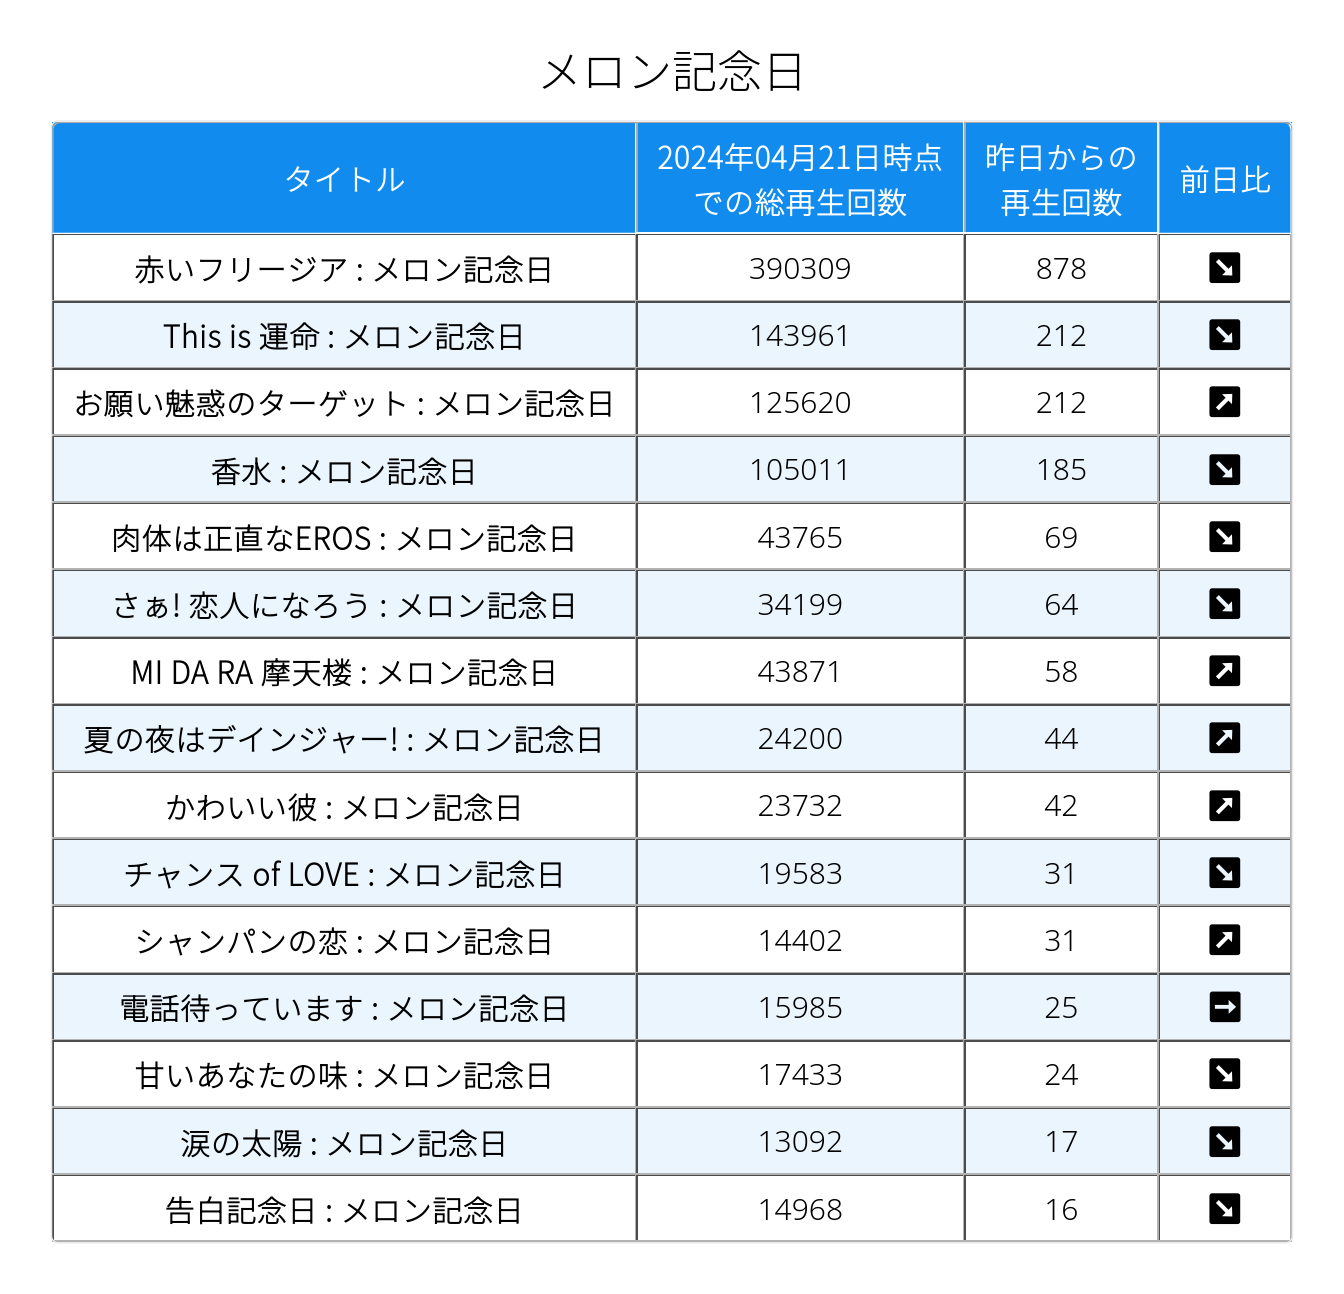 メロン記念日
タイトル
2024年04月21日時点
での総再生回数
昨日からの
再生回数
前日比
赤いフリージア : メロン記念日 390309 878 ↘
This is 運命 : メロン記念日 143961 212 ↘
お願い魅惑のターゲット : メロン記念日 125620 212 ↗
香水 : メロン記念日 105011 185 ↘
肉体は正直なEROS : メロン記念日 43765 69 ↘
さぁ! 恋人になろう : メロン記念日 34199 64 ↘
MI DA RA 摩天楼 : メロン記念日 43871 58 ↗
夏の夜はデインジャー! : メロン記念日 24200 44 ↗
かわいい彼 : メロン記念日 23732 42 ↗
チャンス of LOVE : メロン記念日 19583 31 ↘
シャンパンの恋 : メロン記念日 14402 31 ↗
電話待っています : メロン記念日 15985 25 →
甘いあなたの味 : メロン記念日 17433 24 ↘
涙の太陽 : メロン記念日 13092 17 ↘
告白記念日 : メロン記念日 14968 16 ↘